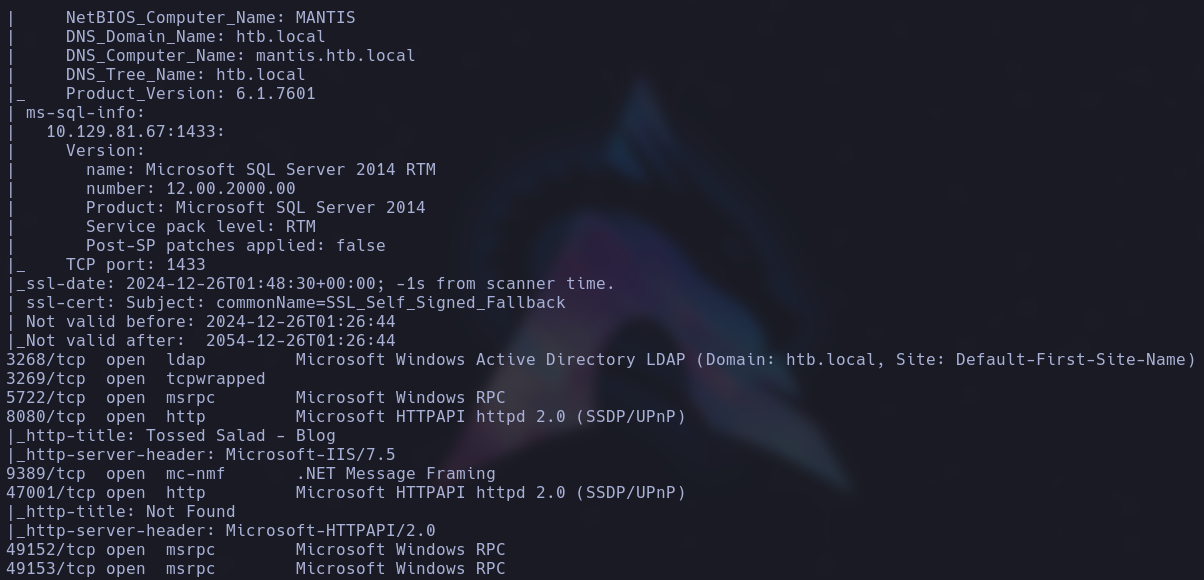 |     NetBIOS_Computer_Name: MANTIS
|     DNS_Domain_Name: htb.local
|     DNS_Computer_Name: mantis.htb.local
|     DNS_Tree_Name: htb.local
|_    Product_Version: 6.1.7601
| ms-sql-info:
|   10.129.81.67:1433:
|     Version:
|       name: Microsoft SQL Server 2014 RTM
|       number: 12.00.2000.00
|       Product: Microsoft SQL Server 2014
|       Service pack level: RTM
|       Post-SP patches applied: false
|_    TCP port: 1433
|_ssl-date: 2024-12-26T01:48:30+00:00; -1s from scanner time.
| ssl-cert: Subject: commonName=SSL_Self_Signed_Fallback
| Not valid before: 2024-12-26T01:26:44
|_Not valid after:  2054-12-26T01:26:44
3268/tcp  open  ldap         Microsoft Windows Active Directory LDAP (Domain: htb.local, Site: Default-First-Site-Name)
3269/tcp  open  tcpwrapped
5722/tcp  open  msrpc        Microsoft Windows RPC
8080/tcp  open  http         Microsoft HTTPAPI httpd 2.0 (SSDP/UPnP)
|_http-title: Tossed Salad - Blog
|_http-server-header: Microsoft-IIS/7.5
9389/tcp  open  mc-nmf       .NET Message Framing
47001/tcp open  http         Microsoft HTTPAPI httpd 2.0 (SSDP/UPnP)
|_http-title: Not Found
|_http-server-header: Microsoft-HTTPAPI/2.0
49152/tcp open  msrpc        Microsoft Windows RPC
49153/tcp open  msrpc        Microsoft Windows RPC